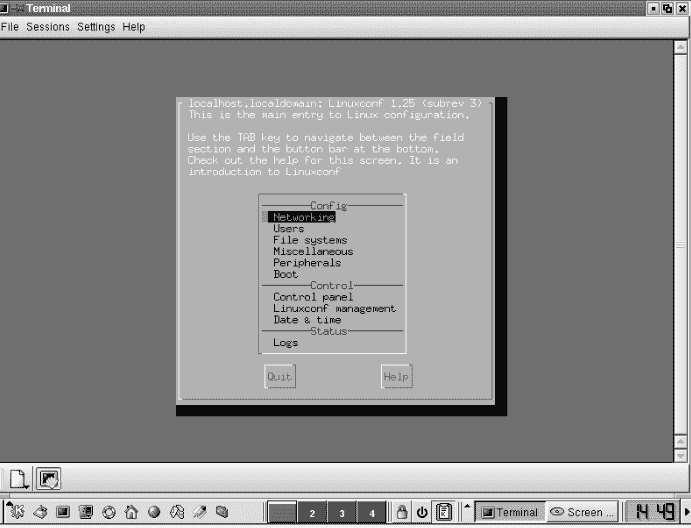 Terminal
File Sessions Settings Help
localhost.localdomain: Linuxconf 1.25 (subrev 3)
This is the main entry to Linux configuration.
Use the TAB key to navigate between the field
section and the button bar at the bottom.
Check out the help for this screen. It is an
introduction to Linuxconf
Config
Networking
Users
File systems
Miscellaneous
Peripherals
Boot
Control
Control panel
Linuxconf management
Date & time
Status
Logs
Quit Help
2 3 4 Terminal Screen ... 14 49